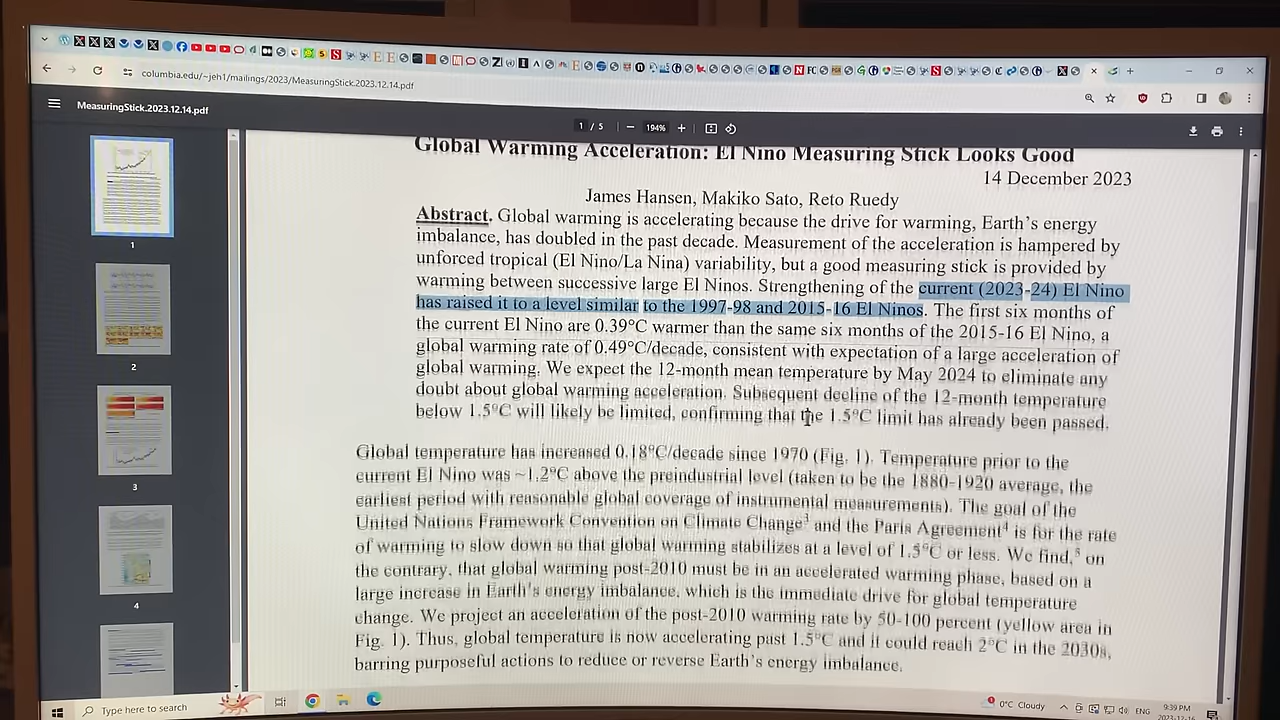 columbia.edu/~jeh1/mailings/2023/MeasuringStick.2023.12.14.pdf
MeasuringStick.2023.12.14.pdf
1 / 5
194%
Global Warming Acceleration: El Nino Measuring Stick Looks Good
14 December 2023
James Hansen, Makiko Sato, Reto Ruedy
Abstract. Global warming is accelerating because the drive for warming, Earth's energy
imbalance, has doubled in the past decade. Measurement of the acceleration is hampered by
unforced tropical (El Nino/La Nina) variability, but a good measuring stick is provided by
warming between successive large El Ninos. Strengthening of the current (2023-24) El Nino
has raised it to a level similar to the 1997-98 and 2015-16 El Ninos. The first six months of
the current El Nino are 0.39°C warmer than the same six months of the 2015-16 El Nino, a
global warming rate of 0.49°C/decade, consistent with expectation of a large acceleration of
global warming. We expect the 12-month mean temperature by May 2024 to eliminate any
doubt about global warming acceleration. Subsequent decline of the 12-month temperature
below 1.5°C will likely be limited, confirming that the 1.5°C limit has already been passed.
Global temperature has increased 0.18°C/decade since 1970 (Fig. 1). Temperature prior to the
current El Nino was ~1.2°C above the preindustrial level (taken to be the 1880-1920 average, the
earliest period with reasonable global coverage of instrumental measurements). The goal of the
United Nations Framework Convention on Climate Change³ and the Paris Agreement⁴ is for the rate
of warming to slow down so that global warming stabilizes at a level of 1.5°C or less. We find,⁵ on
the contrary, that global warming post-2010 must be in an accelerated warming phase, based on a
large increase in Earth's energy imbalance, which is the immediate drive for global temperature
change. We project an acceleration of the post-2010 warming rate by 50-100 percent (yellow area in
Fig. 1). Thus, global temperature is now accelerating past 1.5°C and it could reach 2°C in the 2030s,
barring purposeful actions to reduce or reverse Earth's energy imbalance.
1
2
3
4
Type here to search
0°C Cloudy
ENG
9:39 PM
2023-12-16